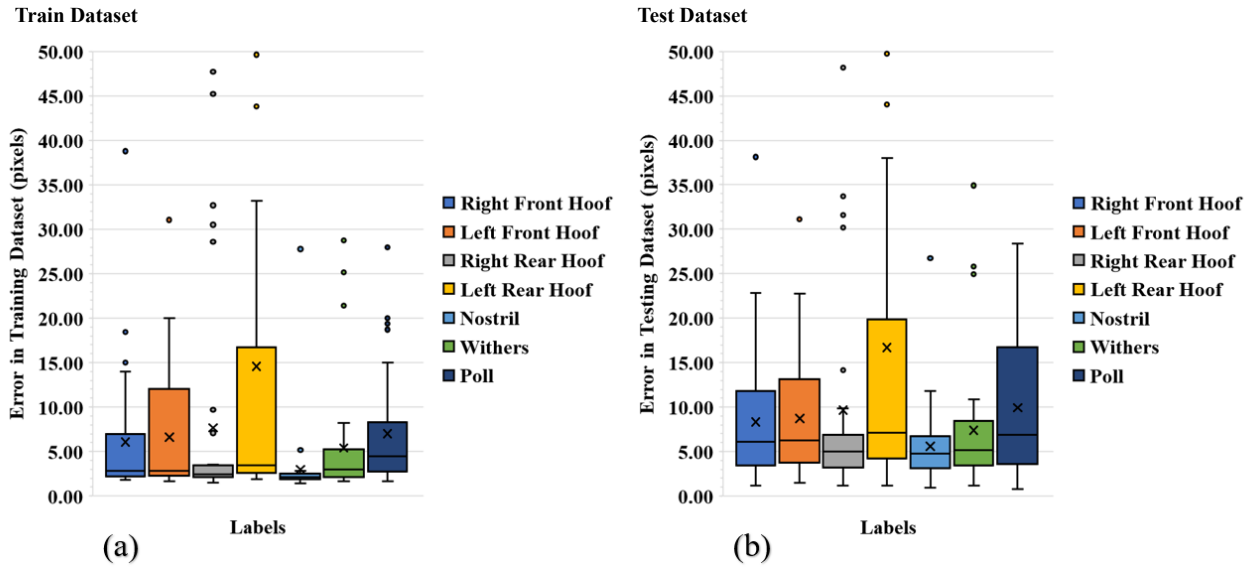 Train Dataset
Error in Training Dataset (pixels)
50.00
45.00
40.00
35.00
30.00
25.00
20.00
15.00
10.00
5.00
0.00
Labels
Right Front Hoof
Left Front Hoof
Right Rear Hoof
Left Rear Hoof
Nostril
Withers
Poll
(a)
Test Dataset
Error in Testing Dataset (pixels)
50.00
45.00
40.00
35.00
30.00
25.00
20.00
15.00
10.00
5.00
0.00
Labels
Right Front Hoof
Left Front Hoof
Right Rear Hoof
Left Rear Hoof
Nostril
Withers
Poll
(b)